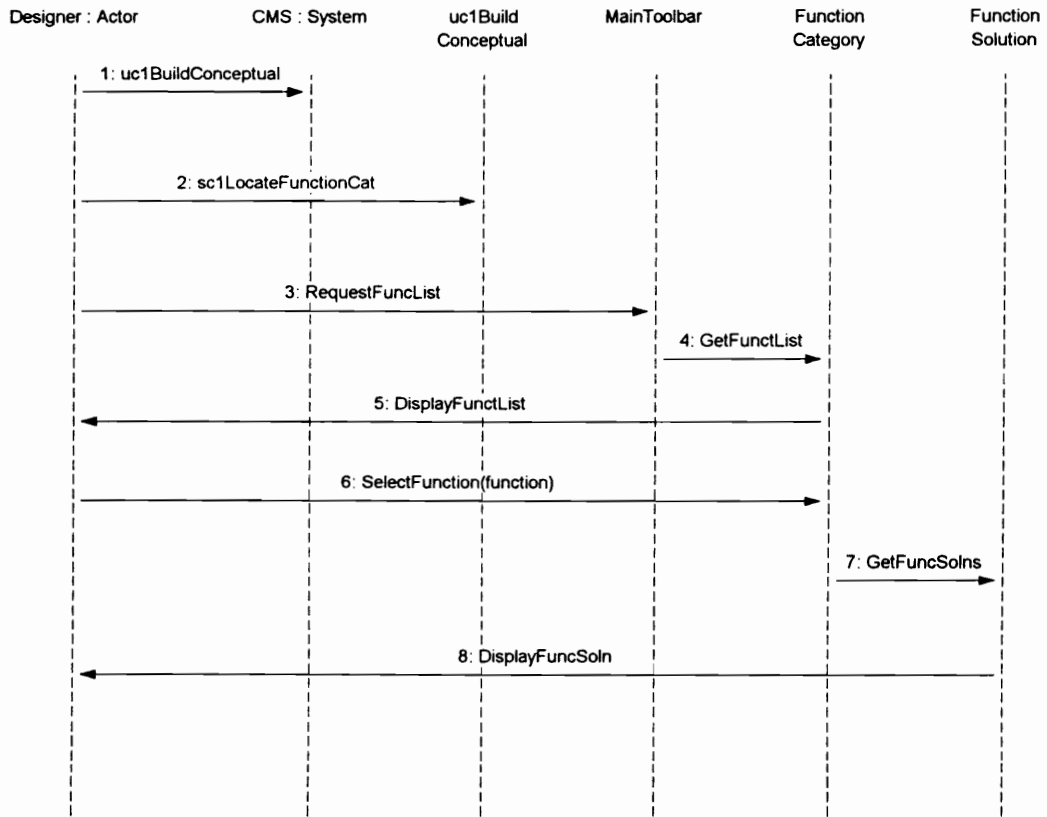 Designer : Actor
CMS : System
uc1Build
Conceptual
MainToolbar
Function
Category
Function
Solution
1: uc1BuildConceptual
2: sc1LocateFunctionCat
3: RequestFuncList
4: GetFunctList
5: DisplayFunctList
6: SelectFunction(function)
7: GetFuncSolns
8: DisplayFuncSoln